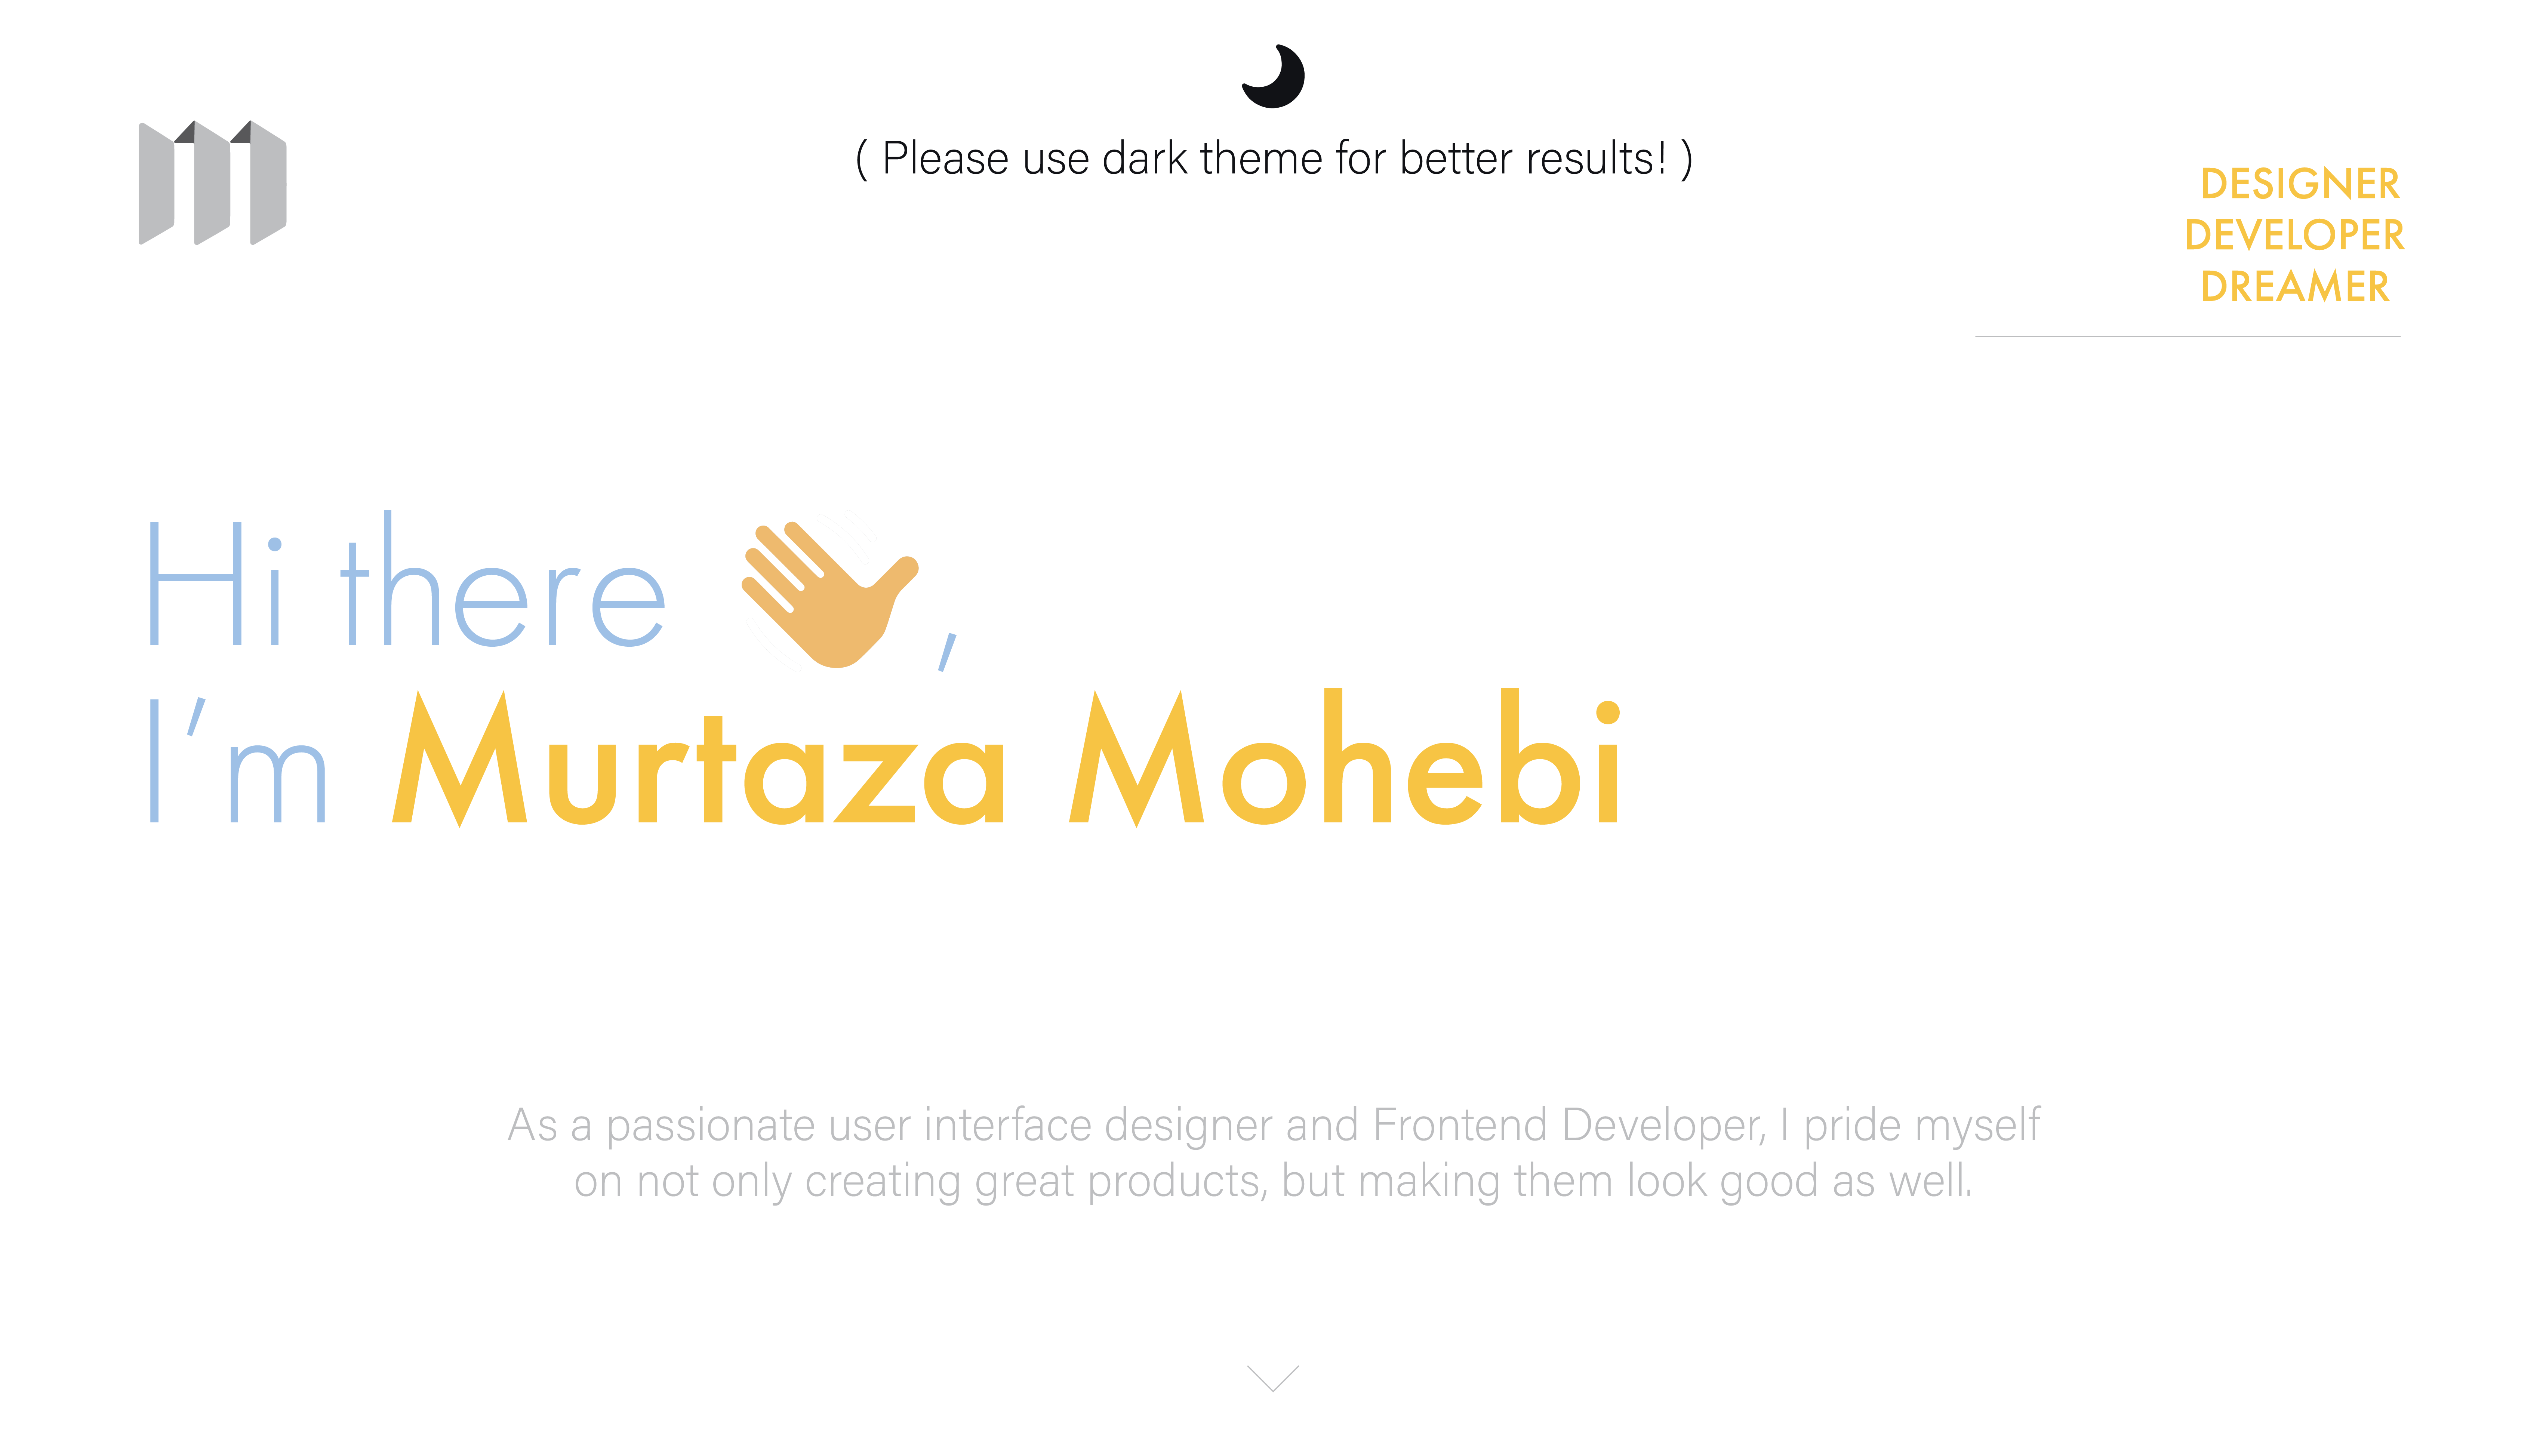 ( Please use dark theme for better results! )
DESIGNER
DEVELOPER
DREAMER
Hi there ,
I'm Murtaza Mohebi
As a passionate user interface designer and Frontend Developer, I pride myself
on not only creating great products, but making them look good as well.